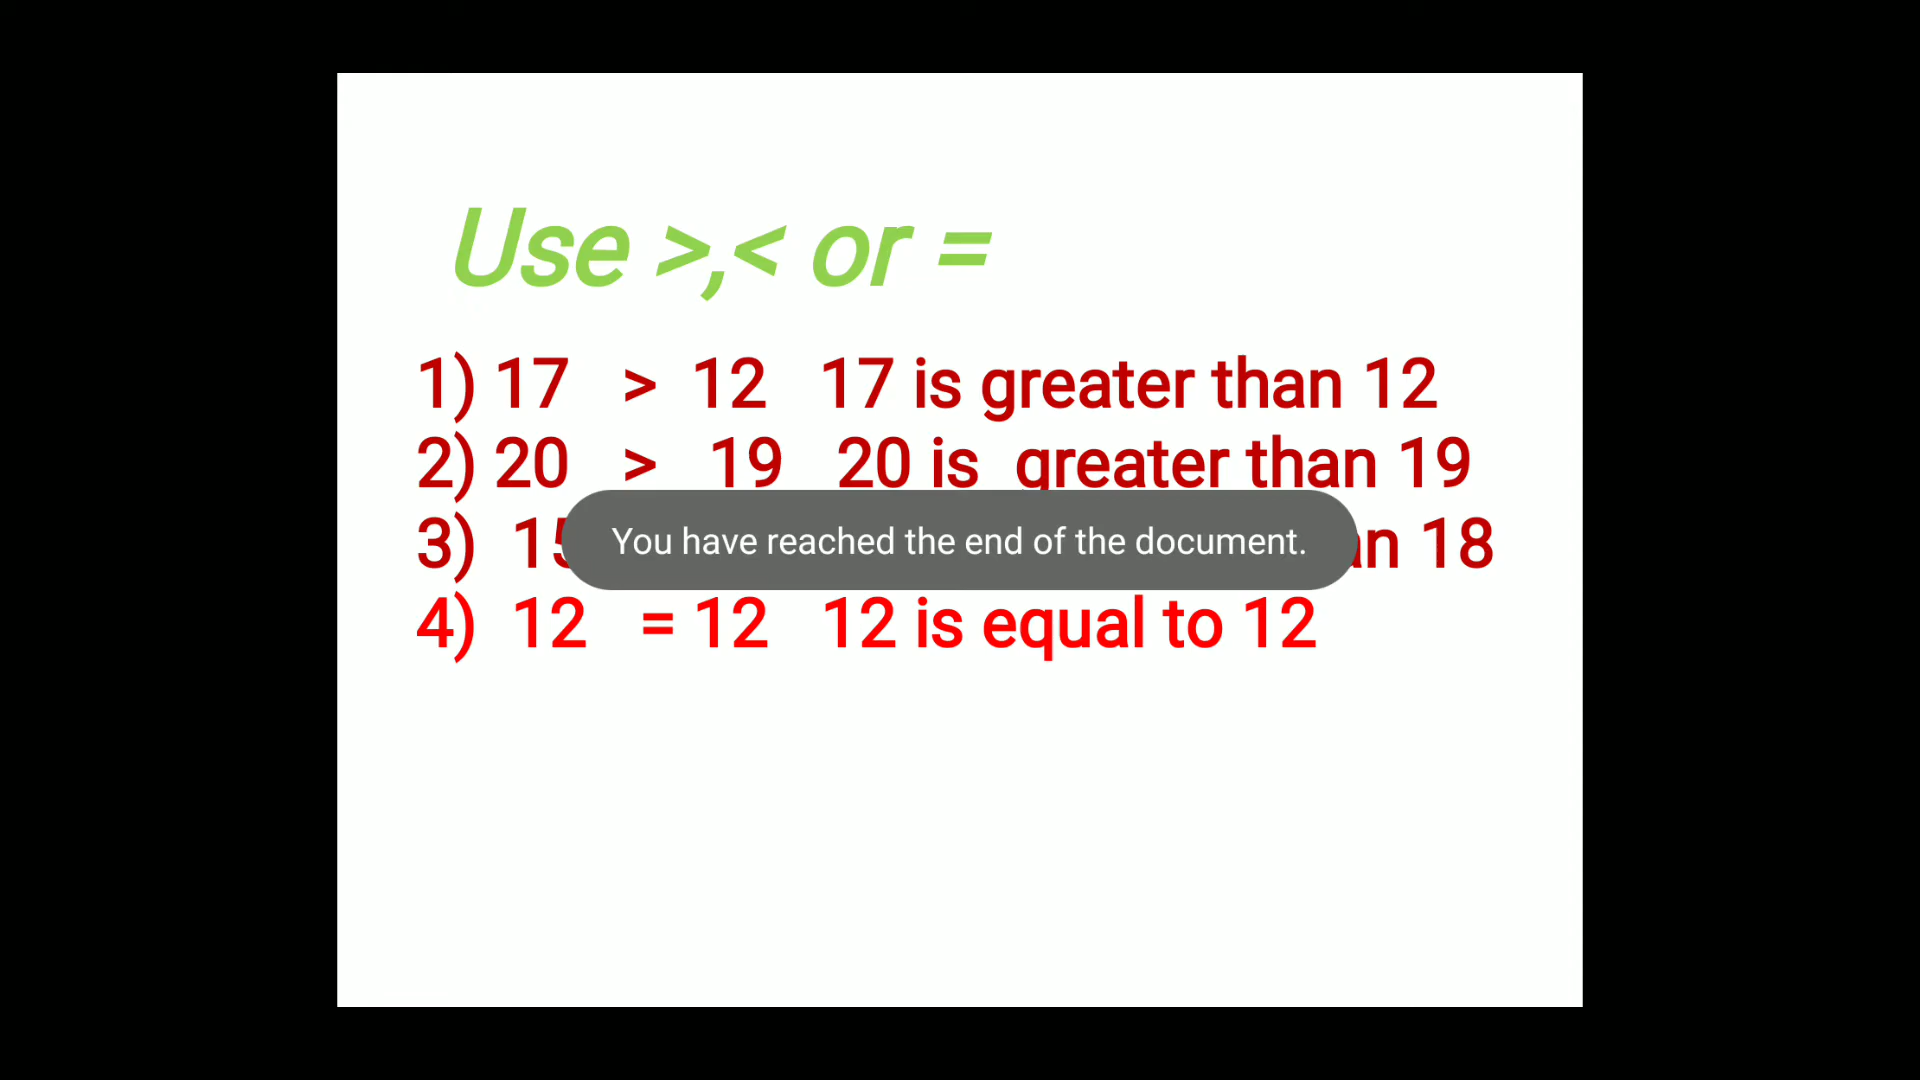 Use >,< or =
1) 17 > 12 17 is greater than 12
2) 20 > 19 20 is greater than 19
3) 18
You have reached the end of the document.
4) 12 = 12 12 is equal to 12